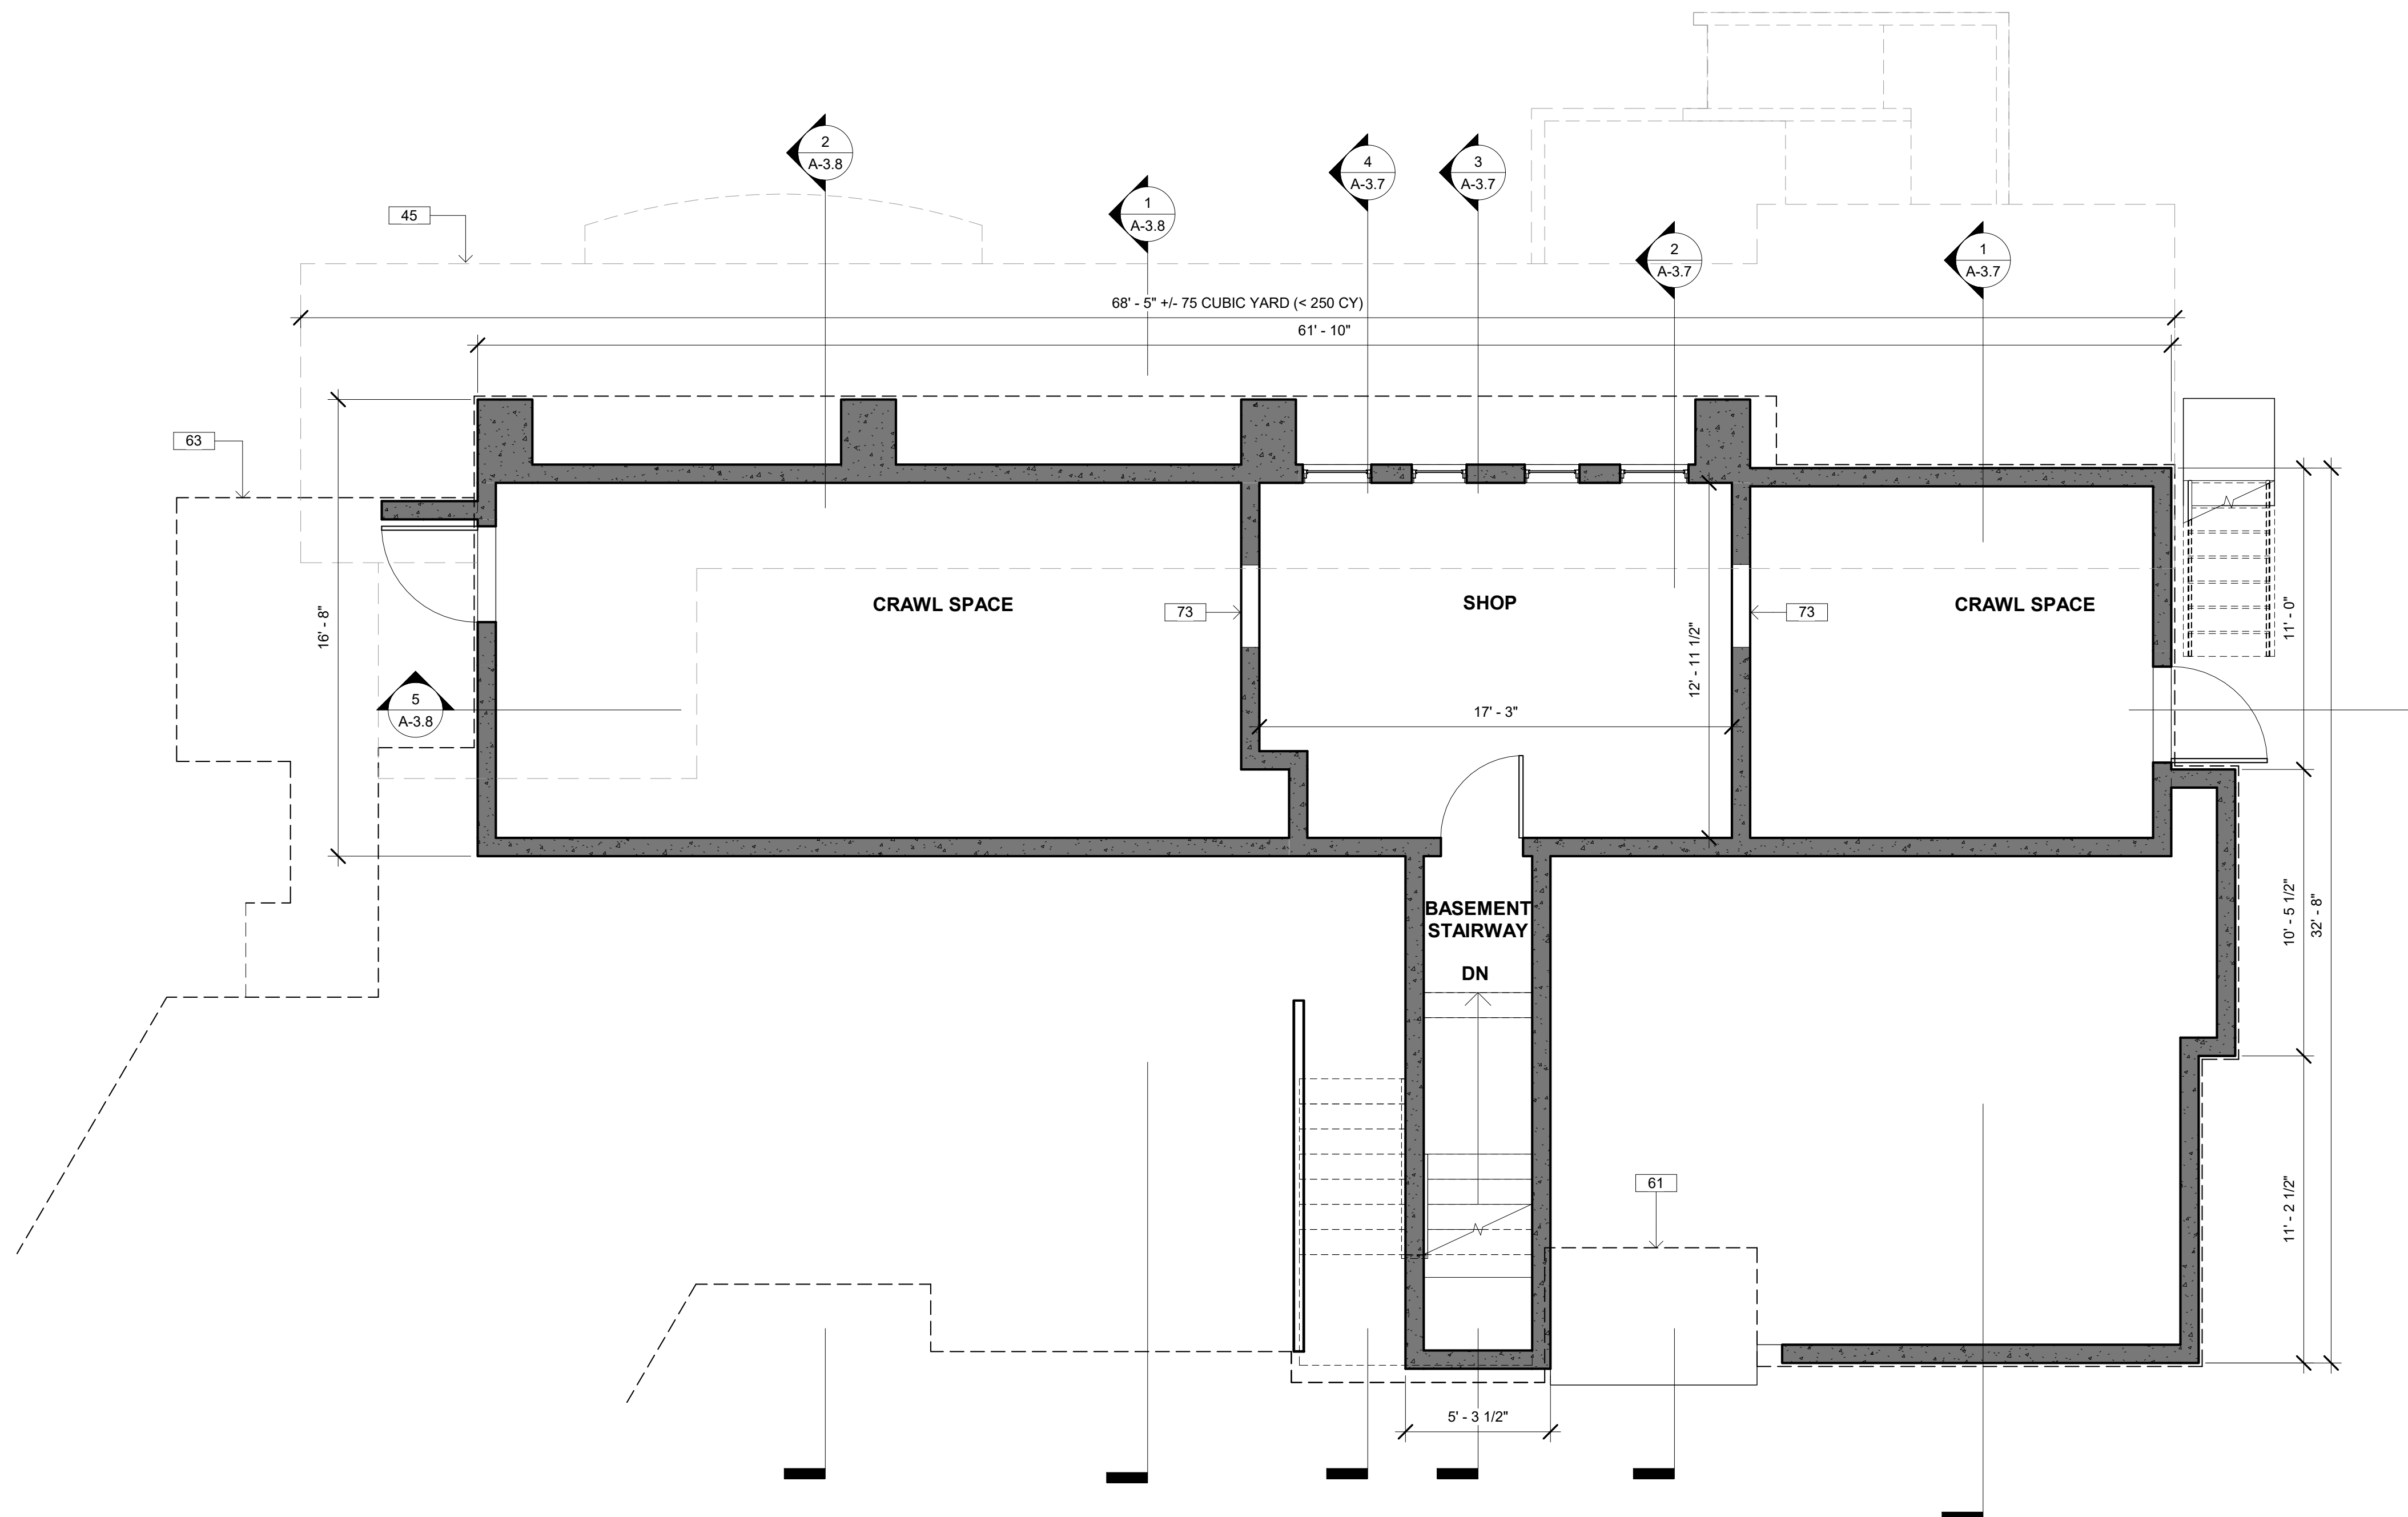 2
A-3.8
4
A-3.7
3
A-3.7
1
A-3.8
45
2
A-3.7
1
A-3.7
68' - 5" +/- 75 CUBIC YARD (< 250 CY)
61' - 10"
63
16' - 8"
CRAWL SPACE
73
SHOP
73
CRAWL SPACE
11' - 0"
12' - 11 1/2"
5
A-3.8
17' - 3"
BASEMENT
STAIRWAY
DN
10' - 5 1/2"
32' - 8"
61
11' - 2 1/2"
5' - 3 1/2"